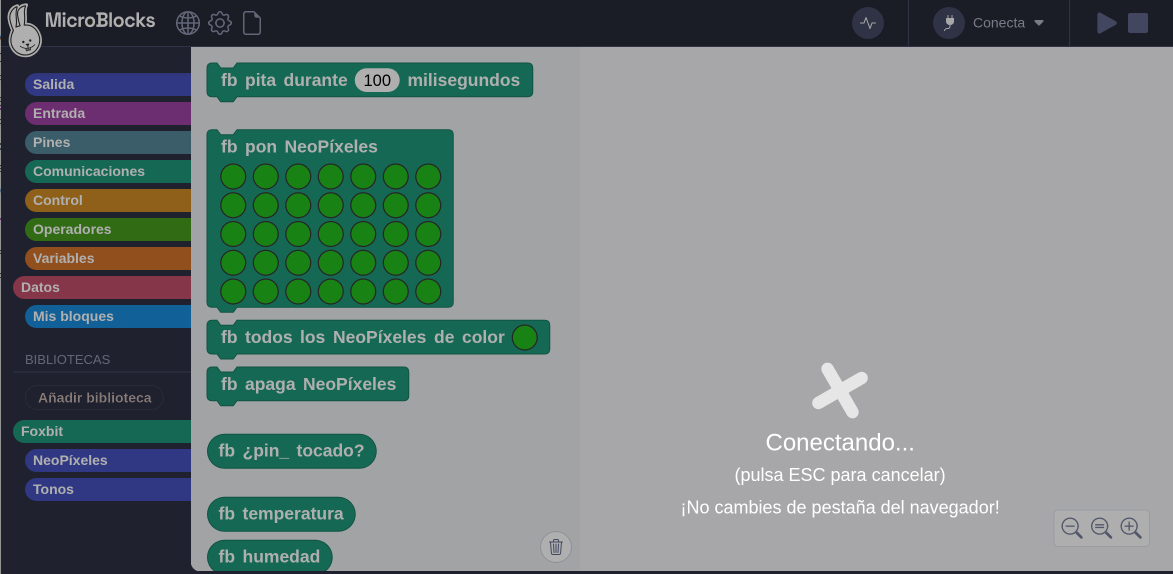 MicroBlocks
Conecta
Salida
Entrada
Pines
Comunicaciones
Control
Operadores
Variables
Datos
Mis bloques
BIBLIOTECAS
Añadir biblioteca
Foxbit
NeoPíxeles
Tonos
fb pita durante 100 milisegundos
fb pon NeoPíxeles
fb todos los NeoPíxeles de color
fb apaga NeoPíxeles
fb ¿pin_ tocado?
fb temperatura
fb humedad
Conectando...
(pulsa ESC para cancelar)
¡No cambies de pestaña del navegador!